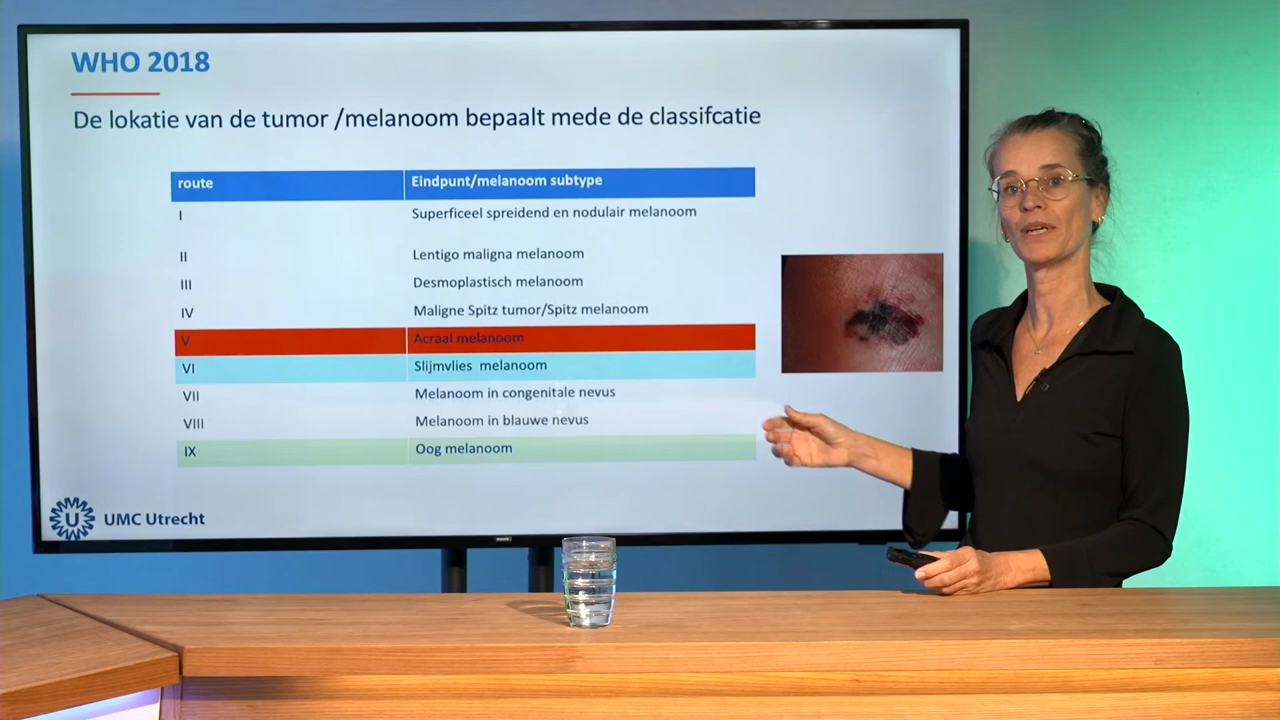 WHO 2018
De lokatie van de tumor /melanoom bepaalt mede de classifcatie
route Eindpunt/melanoom subtype
I Superficeel spreidend en nodulair melanoom
II Lentigo maligna melanoom
III Desmoplastisch melanoom
IV Maligne Spitz tumor/Spitz melanoom
V Acraal melanoom
VI Slijmvlies melanoom
VII Melanoom in congenitale nevus
VIII Melanoom in blauwe nevus
IX Oog melanoom
U UMC Utrecht